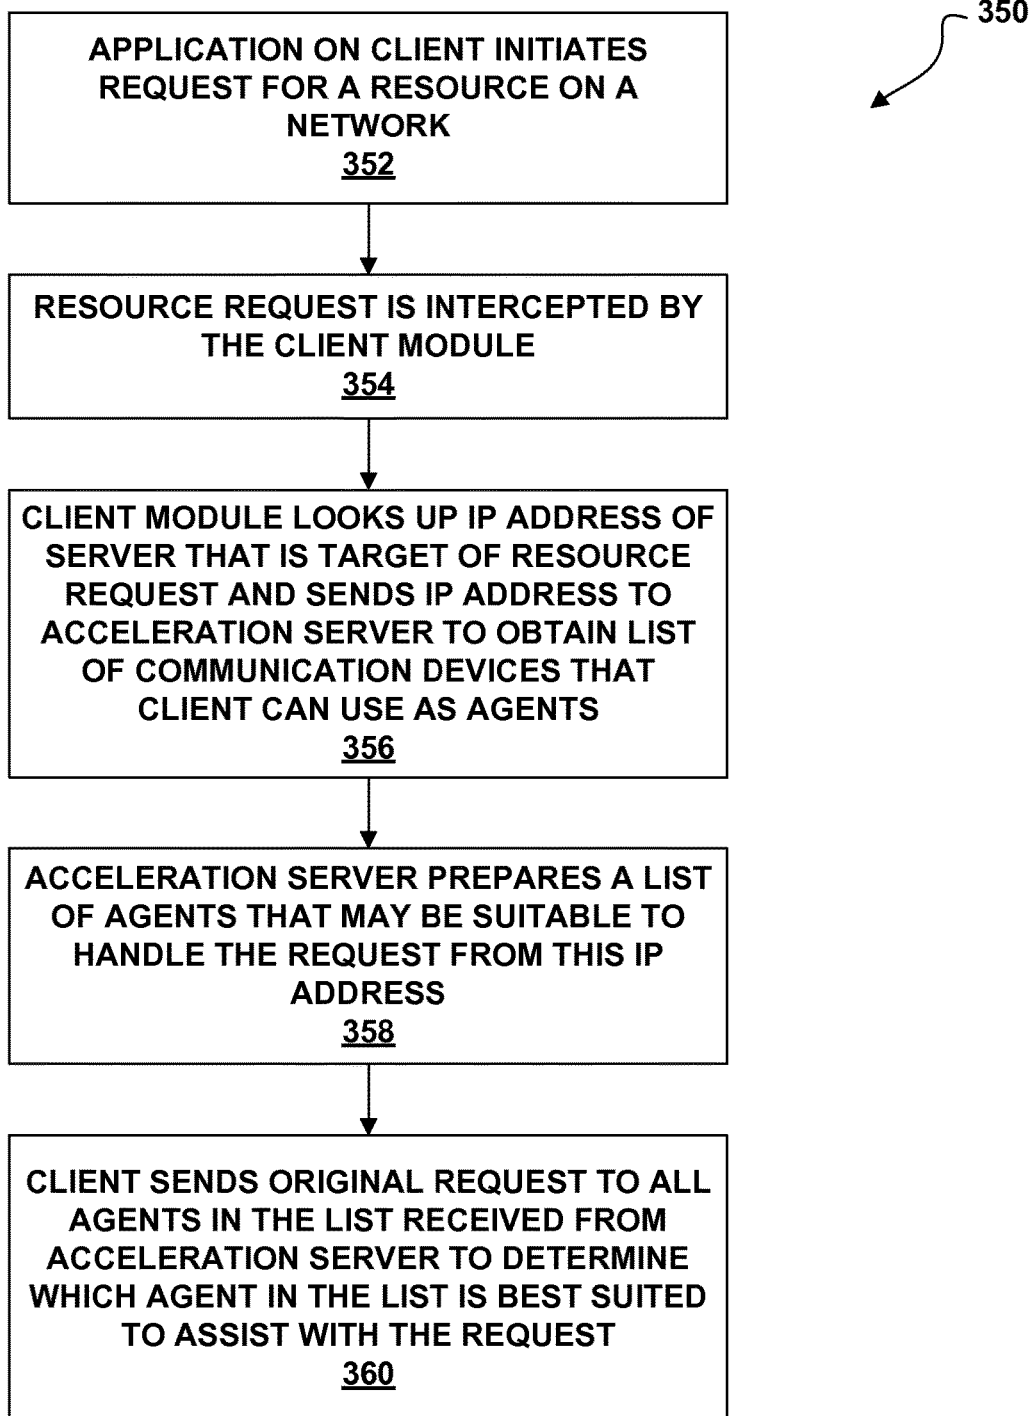 350
APPLICATION ON CLIENT INITIATES
REQUEST FOR A RESOURCE ON A
NETWORK
352
RESOURCE REQUEST IS INTERCEPTED BY
THE CLIENT MODULE
354
CLIENT MODULE LOOKS UP IP ADDRESS OF
SERVER THAT IS TARGET OF RESOURCE
REQUEST AND SENDS IP ADDRESS TO
ACCELERATION SERVER TO OBTAIN LIST
OF COMMUNICATION DEVICES THAT
CLIENT CAN USE AS AGENTS
356
ACCELERATION SERVER PREPARES A LIST
OF AGENTS THAT MAY BE SUITABLE TO
HANDLE THE REQUEST FROM THIS IP
ADDRESS
358
CLIENT SENDS ORIGINAL REQUEST TO ALL
AGENTS IN THE LIST RECEIVED FROM
ACCELERATION SERVER TO DETERMINE
WHICH AGENT IN THE LIST IS BEST SUITED
TO ASSIST WITH THE REQUEST
360